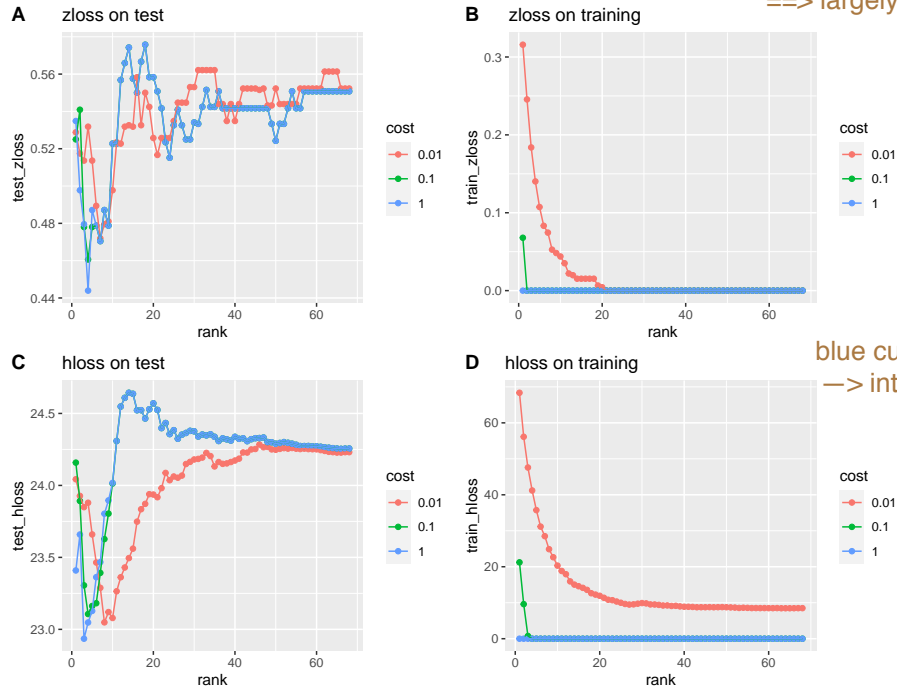 ==> largely
A
zloss on test
test_zloss
0.56
0.52
0.48
0.44
0
20
40
60
rank
cost
0.01
0.1
1
B
zloss on training
train_zloss
0.3
0.2
0.1
0.0
0
20
40
60
rank
cost
0.01
0.1
1
C
hloss on test
test_hloss
24.5
24.0
23.5
23.0
0
20
40
60
rank
cost
0.01
0.1
1
blue cu
—> int
D
hloss on training
train_hloss
60
40
20
0
0
20
40
60
rank
cost
0.01
0.1
1